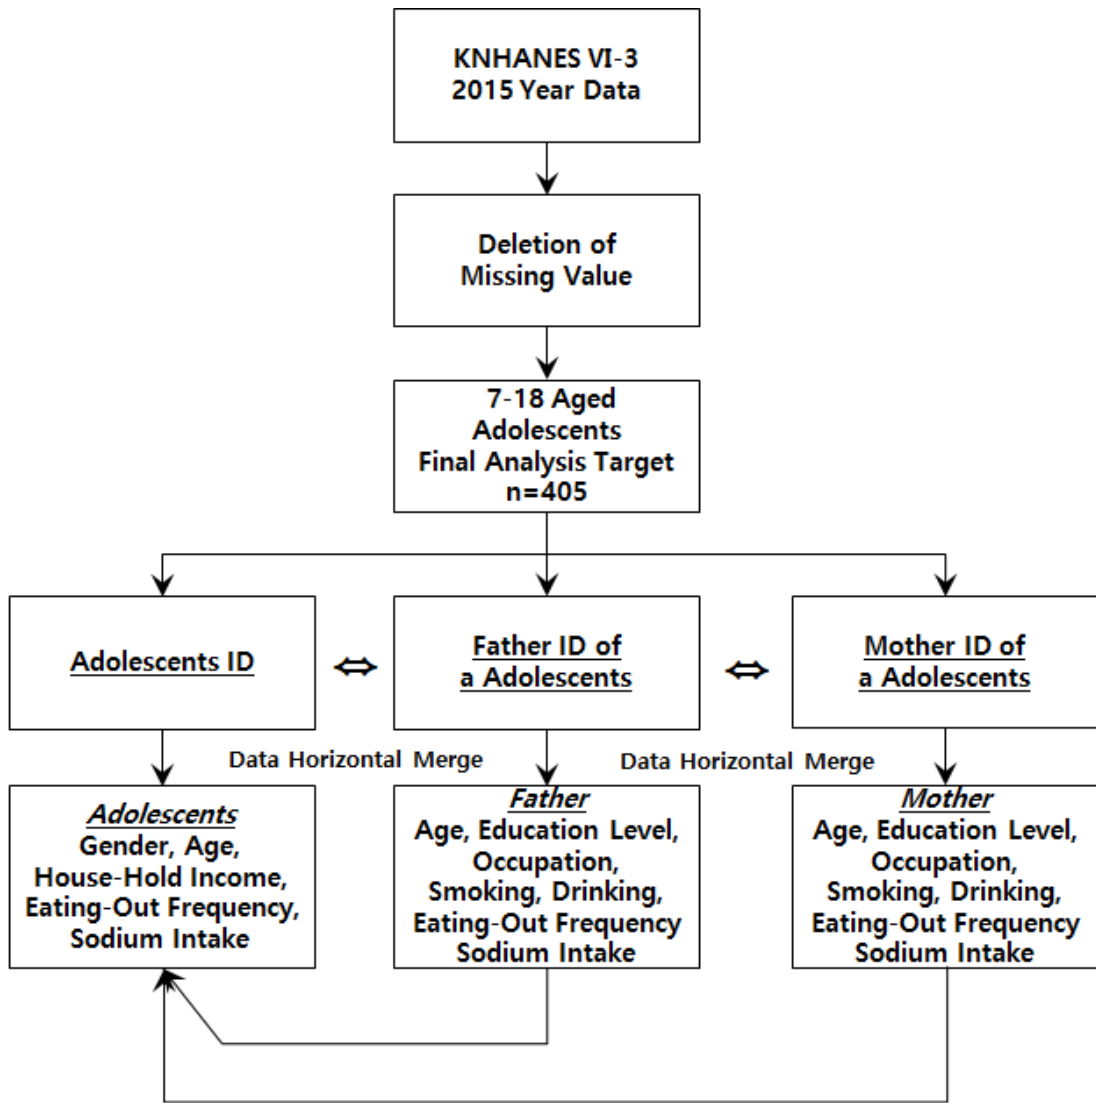 KNHANES VI-3
2015 Year Data
Deletion of
Missing Value
7-18 Aged
Adolescents
Final Analysis Target
n=405
Adolescents ID
Father ID of
a Adolescents
Mother ID of
a Adolescents
Data Horizontal Merge
Data Horizontal Merge
Adolescents
Gender, Age,
House-Hold Income,
Eating-Out Frequency,
Sodium Intake
Father
Age, Education Level,
Occupation,
Smoking, Drinking,
Eating-Out Frequency
Sodium Intake
Mother
Age, Education Level,
Occupation,
Smoking, Drinking,
Eating-Out Frequency
Sodium Intake